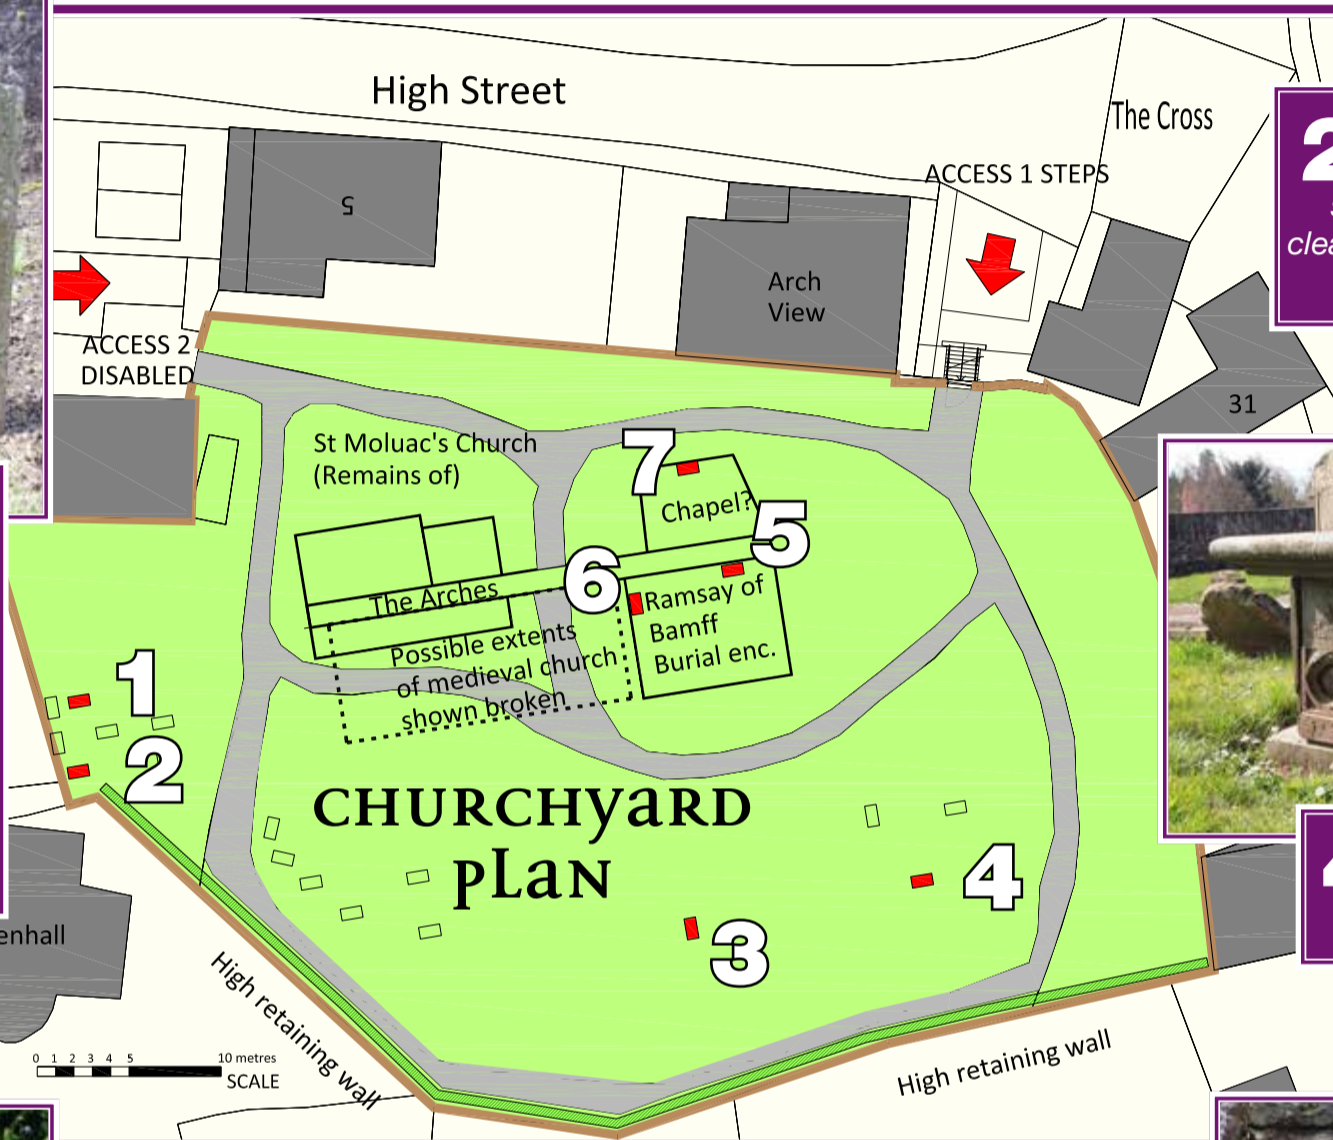 High Street
The Cross
ACCESS 1 STEPS
2
clea
5
Arch
View
ACCESS 2
DISABLED
31
St Moluac's Church
(Remains of)
7
Chapel?
5
6
The Arches
Ramsay of
Bamff
Burial enc.
Possible extents
of medieval church
shown broken
1
2
CHURCHYARD
PLAN
4
3
enhall
High retaining wall
High retaining wall
0 1 2 3 4 5 10 metres
SCALE